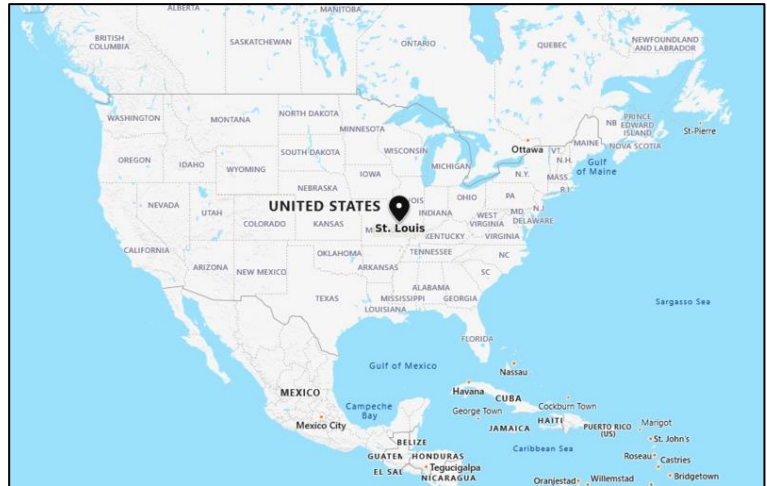 ALBERTA
MANITOBA
BRITISH
COLUMBIA
SASKATCHEWAN
ONTARIO
QUEBEC
NEWFOUNDLAND
AND LABRADOR
WASHINGTON
MONTANA
NORTH DAKOTA
MINNESOTA
NB
PRINCE
EDWARD
ISLAND
St-Pierre
OREGON
IDAHO
WYOMING
SOUTH DAKOTA
WISCONSIN
MICHIGAN
Ottawa
VT.
MAINE
NOVA SCOTIA
N.H.
Gulf
of Maine
IOWA
N.Y.
MASS.
R.I.
NEBRASKA
NEVADA
UTAH
COLORADO
UNITED STATES
KANSAS
St. Louis
INDIANA
OHIO
PA
N.J.
MD.
DELAWARE
WEST
VIRGINIA
KENTUCKY
VIRGINIA
CALIFORNIA
ARIZONA
NEW MEXICO
OKLAHOMA
ARKANSAS
TENNESSEE
NC
SC
TEXAS
LOUISIANA
MISSISSIPPI
ALABAMA
GEORGIA
Sargasso Sea
FLORIDA
Gulf of Mexico
Nassau
MEXICO
Mexico City
Campeche
Bay
Havana
CUBA
George Town
Cockburn Town
JAMAICA
HAITI
PUERTO RICO
(US)
Marigot
St. John's
BELIZE
Caribbean Sea
Roseau
Castries
HONDURAS
Tegucigalpa
EL SAL
NICARAGUA
Oranjestad
Willemstad
Bridgetown